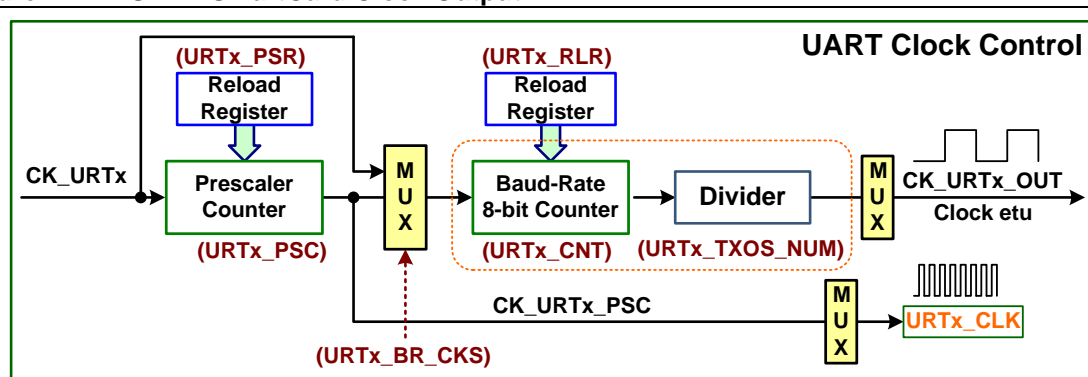 UART Clock Control
(URTx_PSR)
Reload
Register
(URTx_RLR)
Reload
Register
CK_URTx
Prescaler
Counter
(URTx_PSC)
M
U
X
Baud-Rate
8-bit Counter
(URTx_CNT)
Divider
(URTx_TXOS_NUM)
M
U
X
CK_URTx_OUT
Clock etu
CK_URTx_PSC
M
U
X
URTx_CLK
(URTx_BR_CKS)